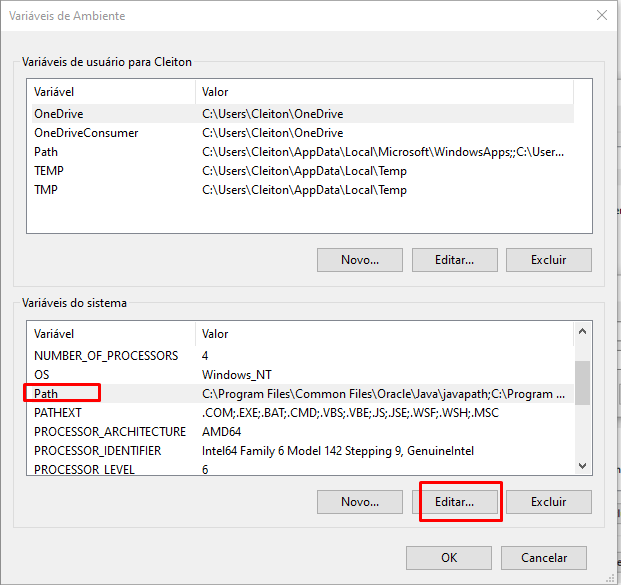 Variáveis de Ambiente
Variáveis de usuário para Cleiton
Variável Valor
OneDrive C:\Users\Cleiton\OneDrive
OneDriveConsumer C:\Users\Cleiton\OneDrive
Path C:\Users\Cleiton\AppData\Local\Microsoft\WindowsApps;;C:\User...
TEMP C:\Users\Cleiton\AppData\Local\Temp
TMP C:\Users\Cleiton\AppData\Local\Temp
Novo... Editar... Excluir
Variáveis do sistema
Variável Valor
NUMBER_OF_PROCESSORS 4
OS Windows_NT
Path C:\Program Files\Common Files\Oracle\Java\javapath;C:\Program ...
PATHEXT .COM;.EXE;.BAT;.CMD;.VBS;.VBE;.JS;.JSE;.WSF;.WSH;.MSC
PROCESSOR_ARCHITECTURE AMD64
PROCESSOR_IDENTIFIER Intel64 Family 6 Model 142 Stepping 9, GenuineIntel
PROCESSOR_LEVEL 6
Novo... Editar... Excluir
OK Cancelar